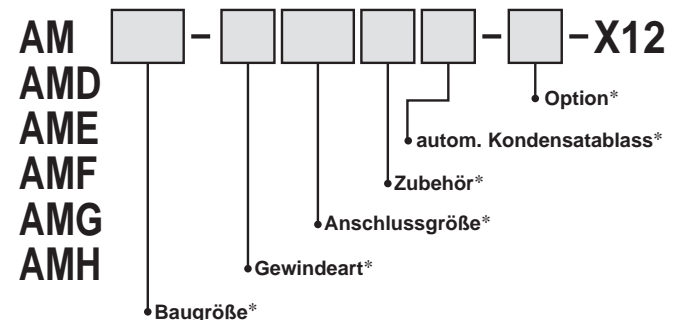 AM – – – X12
AMD
Option*
AME
autom. Kondensatablass*
AMF
Zubehör*
AMG
Anschlussgröße*
AMH
Gewindeart*
Baugröße*